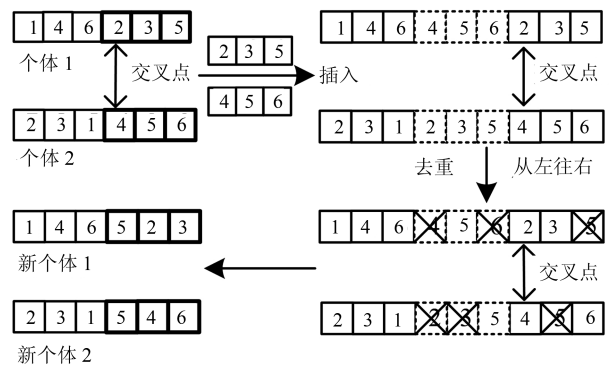 1 4 6 2 3 5
个体 1
交叉点
2 3 5
4 5 6
插入
2 3 1 4 5 6
个体 2
1 4 6 4 5 6 2 3 5
交叉点
2 3 1 2 3 5 4 5 6
去重
从左往右
1 4 6 4 5 6 2 3 5
交叉点
2 3 1 2 3 5 4 5 6
1 4 6 5 2 3
新个体 1
2 3 1 5 4 6
新个体 2